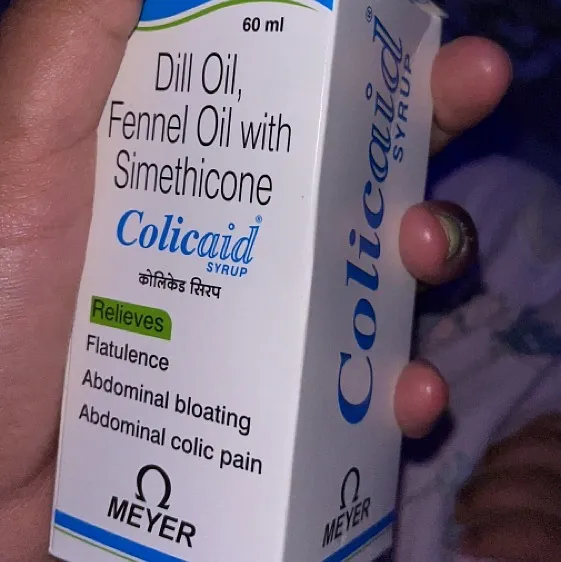 60 ml
Dill Oil,
Fennel Oil with
Simethicone
Colicaid®
SYRUP
कोलिकेड सिरप
Relieves
Flatulence
Abdominal bloating
Abdominal colic pain
MEYER
Colicaid®
SYRUP
MEYER